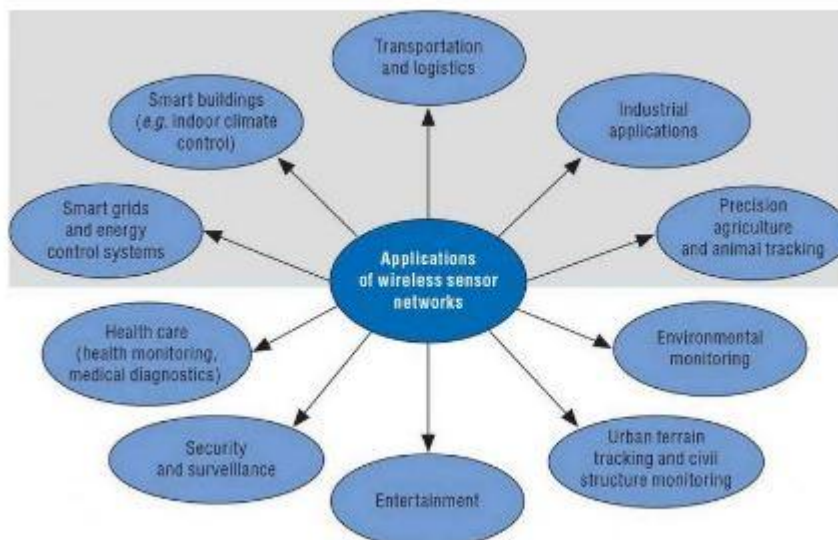 Transportation
and logistics
Smart buildings
(e.g. indoor climate
control)
Industrial
applications
Smart grids
and energy
control systems
Precision
agriculture
and animal tracking
Applications
of wireless sensor
networks
Health care
(health monitoring,
medical diagnostics)
Environmental
monitoring
Security
and surveillance
Urban terrain
tracking and civil
structure monitoring
Entertainment